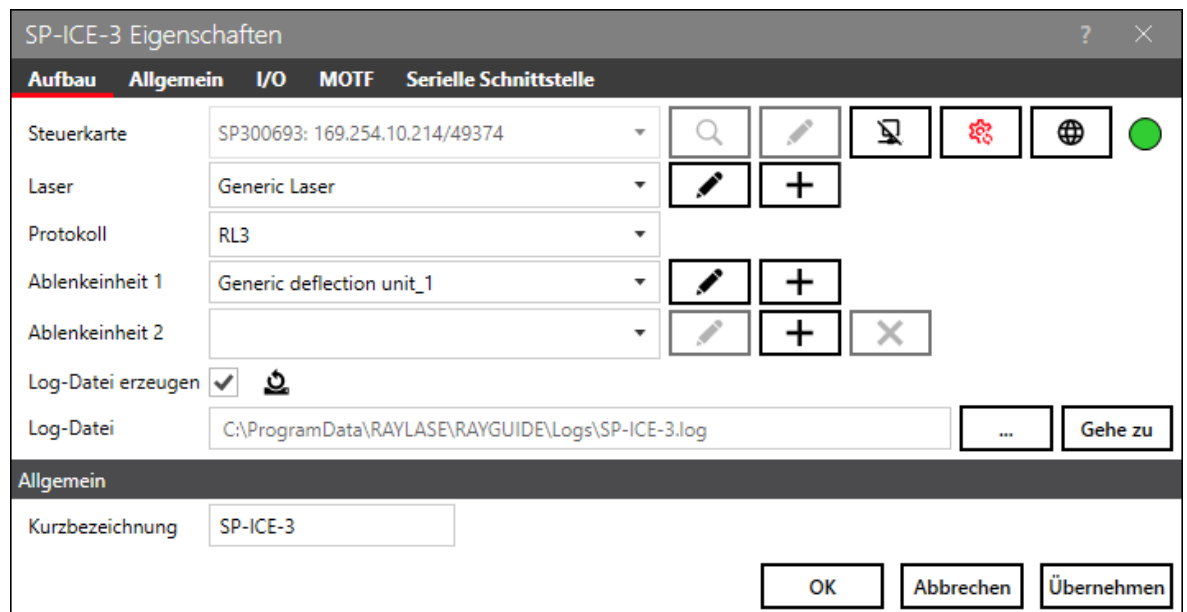 SP-ICE-3 Eigenschaften ?
Aufbau Allgemein I/O MOTF Serielle Schnittstelle
Steuerkarte SP300693: 169.254.10.214/49374
Laser Generic Laser
Protokoll RL3
Ablenkeinheit 1 Generic deflection unit_1
Ablenkeinheit 2
Log-Datei erzeugen
Log-Datei C:\ProgramData\RAYLASE\RAYGUIDE\Logs\SP-ICE-3.log ... Gehe zu
Allgemein
Kurzbezeichnung SP-ICE-3
OK Abbrechen Übernehmen